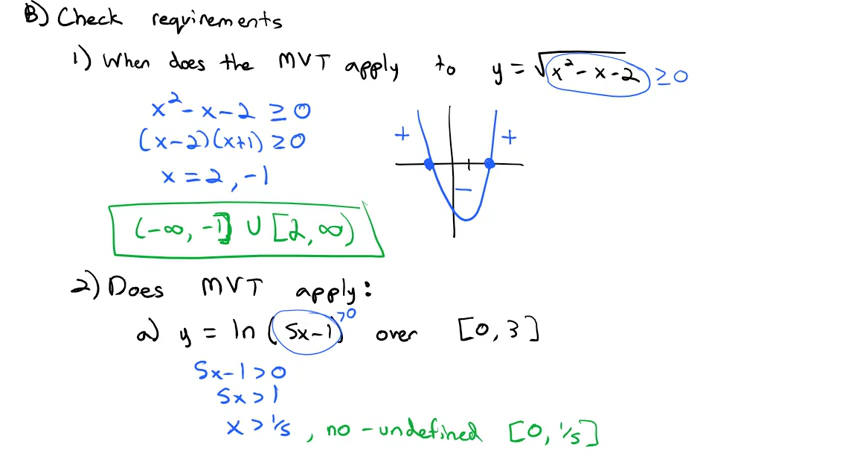 B) Check requirements
1) When does the MVT apply to y = √(x² - x - 2) ≥ 0
x² - x - 2 ≥ 0
(x-2)(x+1) ≥ 0
x = 2, -1
+ +
−
(-∞, -1] ∪ [2, ∞)
2) Does MVT apply:
a) y = ln(5x-1) >0 over [0, 3]
5x-1 > 0
5x > 1
x > 1/5, no - undefined [0, 1/5]